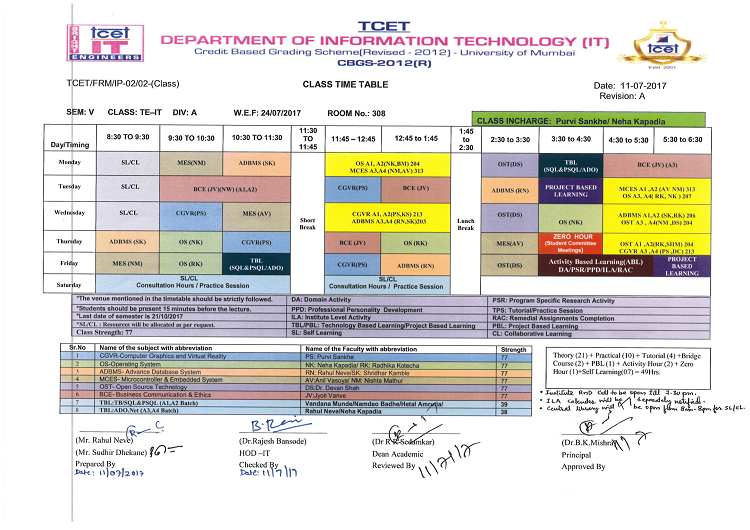 TCET
DEPARTMENT OF INFORMATION TECHNOLOGY (IT)
Credit Based Grading Scheme(Revised - 2012) - University of Mumbai
CBGS-2012(R)
BRIGHT
tcet
IT
ENGINEERS
tcet
Estd. 2001
TCET/FRM/IP-02/02-(Class)
CLASS TIME TABLE
Date: 11-07-2017
Revision: A
SEM: V CLASS: TE–IT DIV: A W.E.F: 24/07/2017 ROOM No.: 308
CLASS INCHARGE: Purvi Sankhe/ Neha Kapadia
Day/Timing 8:30 TO 9:30 9:30 TO 10:30 10:30 TO 11:30 11:30 TO 11:45 11:45 – 12:45 12:45 to 1:45 1:45 to 2:30 2:30 to 3:30 3:30 to 4:30 4:30 to 5:30 5:30 to 6:30
Monday SL/CL MES(NM) ADBMS (SK) OS A1, A2(NK,BM) 204 OST(DS) TBL BCE (JV) (A3)
MCES A3,A4 (NM,AV) 313 (SQL&PSQL/ADO)
Tuesday SL/CL BCE (JV)(NW) (A1,A2) CGVR(PS) BCE (JV) ADBMS (RN) PROJECT BASED LEARNING MCES A1 ,A2 (AV NM) 313
OS A3, A4( RK, NK ) 207
Wednesday SL/CL CGVR(PS) MES (AV) Short Break CGVR A1, A2(PS,KS) 213 Lunch Break OST(DS) OS (NK) ADBMS A1,A2 (SK,RK) 206
ADBMS A3,A4 (RN,SK)203 OST A3 , A4(NM ,DS) 204
Thursday ADBMS (SK) OS (NK) CGVR(PS) BCE (JV) OS (RK) MES(AV) ZERO HOUR OST A1 ,A2(RK,SHM) 204
(Student Committee Meetings) CGVR A3 ,A4 (PS ,DC) 213
Friday MES (NM) OS (RK) TBL CGVR(PS) ADBMS (RN) OST(DS) Activity Based Learning(ABL) PROJECT BASED LEARNING
(SQL&PSQL/ADO) DA/PSR/PPD/ILA/RAC
Saturday SL/CL SL/CL
Consultation Hours / Practice Session Consultation Hours / Practice Session
*The venue mentioned in the timetable should be strictly followed. DA: Domain Activity PSR: Program Specific Research Activity
*Students should be present 15 minutes before the lecture. PPD: Professional Personality Development TPS: Tutorial/Practice Session
*Last date of semester is 21/10/2017 ILA: Institute Level Activity RAC: Remedial Assignments Completion
*SL/CL : Resources will be allocated as per request. TBL/PBL: Technology Based Learning/Project Based Learning PBL: Project Based Learning
Class Strength: 77 SL: Self Learning CL: Collaborative Learning
Sr.No Name of the subject with abbreviation Name of the Faculty with abbreviation Strength
1 CGVR-Computer Graphics and Virtual Reality PS: Purvi Sankhe 77
2 OS-Operating System NK: Neha Kapadia/ RK: Radhika Kotecha 77
3 ADBMS- Advance Database System RN: Rahul Neve/SK: Shridhar Kamble 77
4 MCES- Microcontroller & Embedded System AV:Anil Vasoya/ NM: Nishta Mathur 77
5 OST- Open Source Technology DS:Dr. Devan Shah 77
6 BCE- Business Communication & Ethics JV:Jyoti Vanve 77
7 TBL:TB/SQL&PSQL (A1,A2 Batch) Vandana Munde/Namdeo Badhe/Hetal Amrutia/ 39
8 TBL:ADO.Net (A3,A4 Batch) Rahul Neve/Neha Kapadia/ 38
Theory (21) + Practical (10) + Tutorial (4) +Bridge
Course (2) + PBL (1) + Activity Hour (2) + Zero
Hour (1)+Self Learning(07) = 49Hrs.
* Institute RND Cell to be opens till 7.30 pm.
* ILA Calendar will be separately notified.
* Central library will be open from 8am-8pm for SL/CL.
(Mr. Rahul Neve) (Dr.Rajesh Bansode) (Dr R R Sedamkar) (Dr.B.K.Mishra)
(Mr. Sudhir Dhekane) HOD –IT Dean Academic Principal
Prepared By Checked By Reviewed By Approved By
Date: 11/07/2017 Date: 11/7/17 11/7/17